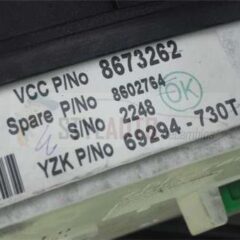 VCC P/No 8673262
Spare P/No 8602764
S/No 2248
YZK P/No 69294-730T
OK